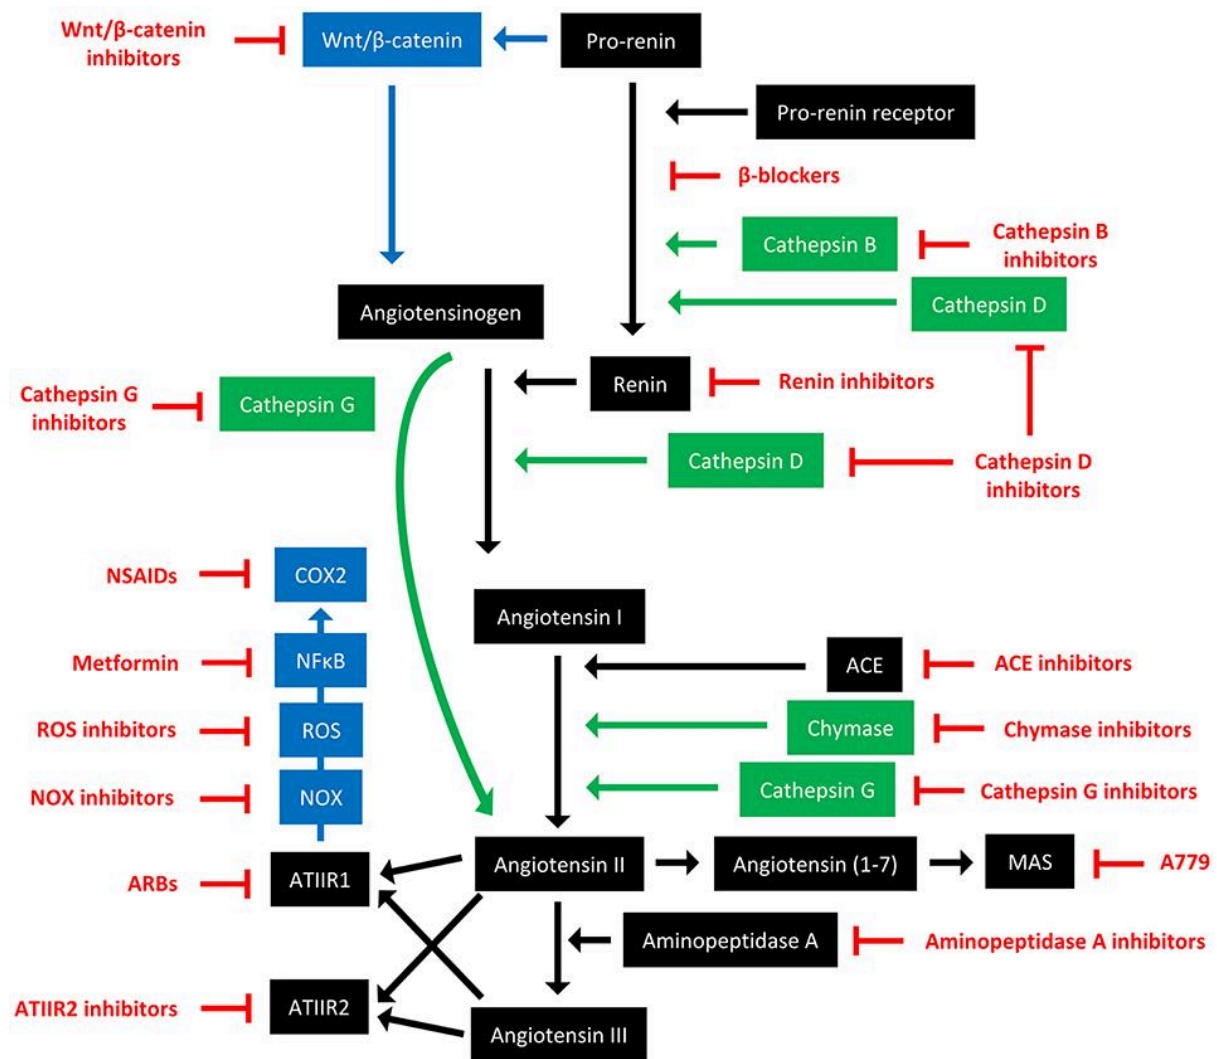 Wnt/β-catenin
inhibitors
Wnt/β-catenin
Pro-renin
Pro-renin receptor
β-blockers
Cathepsin B
Cathepsin B
inhibitors
Cathepsin D
Angiotensinogen
Cathepsin G
inhibitors
Cathepsin G
Renin
Renin inhibitors
Cathepsin D
Cathepsin D
inhibitors
NSAIDs
COX2
Angiotensin I
Metformin
NFκB
ACE
ACE inhibitors
ROS inhibitors
ROS
Chymase
Chymase inhibitors
NOX inhibitors
NOX
Cathepsin G
Cathepsin G inhibitors
ARBs
ATIIR1
Angiotensin II
Angiotensin (1-7)
MAS
A779
Aminopeptidase A
Aminopeptidase A inhibitors
ATIIR2 inhibitors
ATIIR2
Angiotensin III